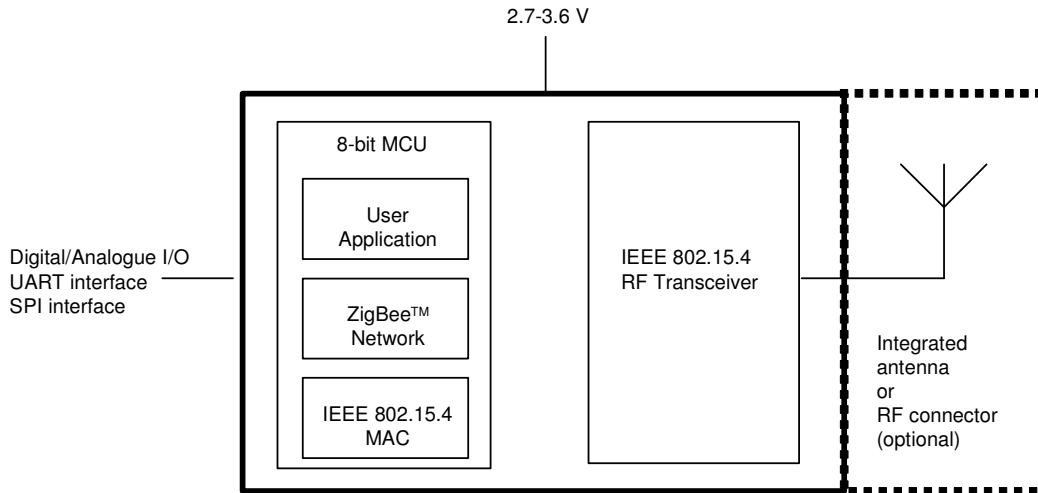 2.7-3.6 V
8-bit MCU
User
Application
ZigBee™
Network
IEEE 802.15.4
MAC
IEEE 802.15.4
RF Transceiver
Digital/Analogue I/O
UART interface
SPI interface
Integrated
antenna
or
RF connector
(optional)